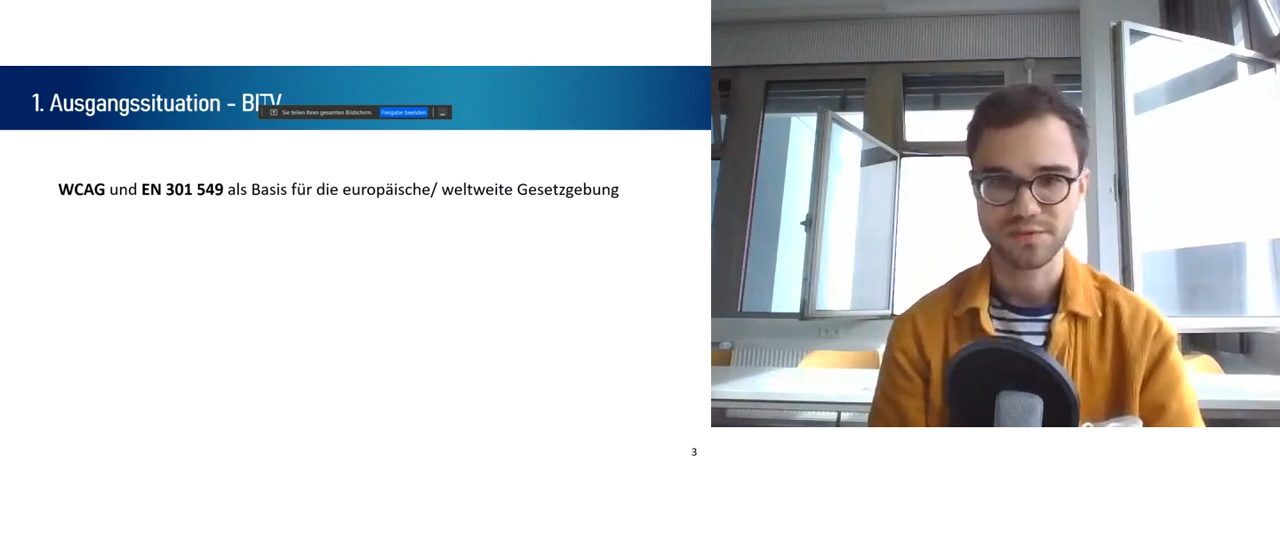 1. Ausgangssituation - BITV
Sie teilen Ihren gesamten Bildschirm. Freigabe beenden
WCAG und EN 301 549 als Basis für die europäische/ weltweite Gesetzgebung
3